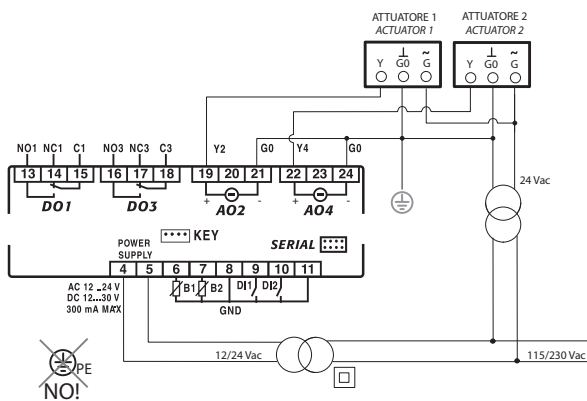 ATTUATORE 1
ACTUATOR 1
ATTUATORE 2
ACTUATOR 2
Y G0 ⊥ G ~
Y G0 ⊥ G ~
NO1 NC1 C1 NO3 NC3 C3 Y2 G0 Y4 G0
13 14 15 16 17 18 19 20 21 22 23 24
+ - + -
DO1 DO3 AO2 AO4
24 Vac
KEY
SERIAL
POWER
SUPPLY
4 5 6 7 8 9 10 11
AC 12 ...24 V
DC 12...30 V
300 mA MAX
B1 B2 DI1 DI2
GND
12/24 Vac
115/230 Vac
PE
NO!